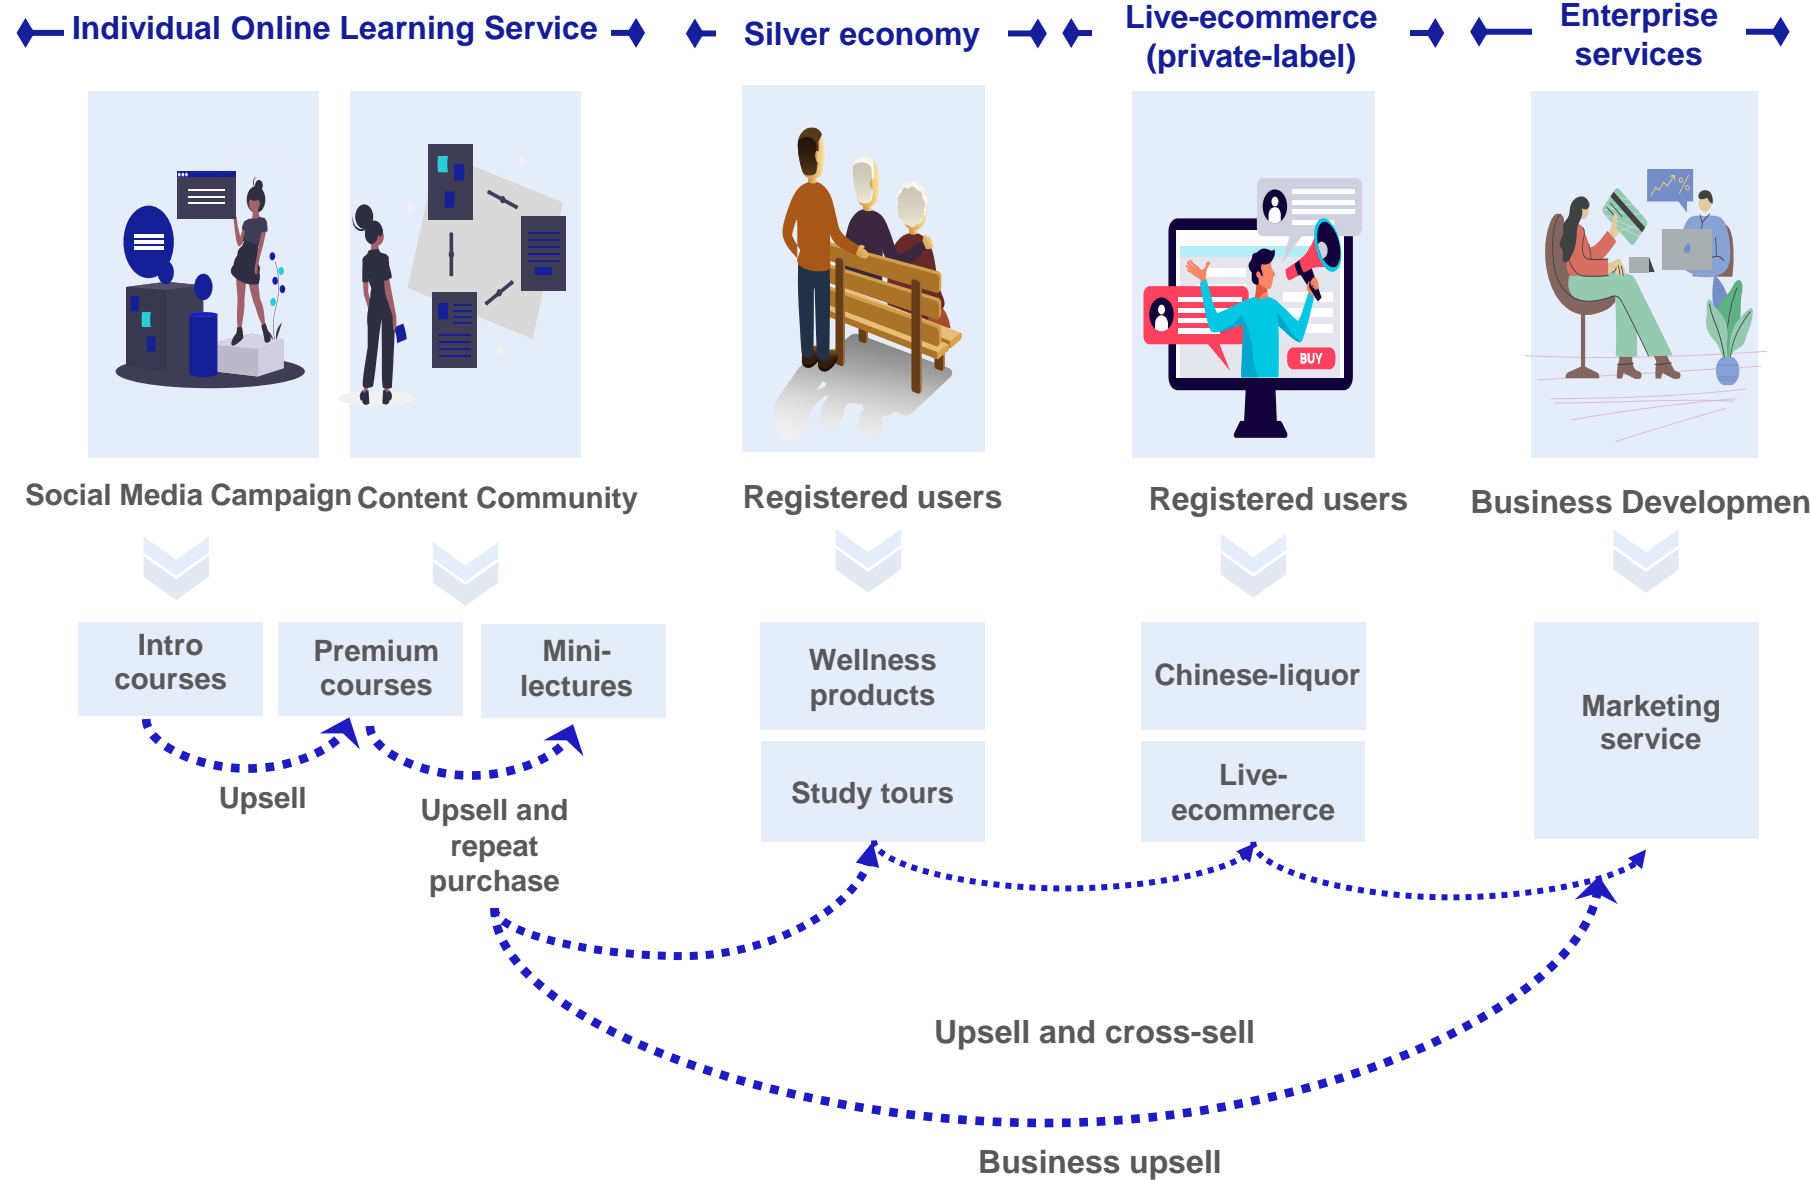 Individual Online Learning Service
Silver economy
Live-ecommerce
(private-label)
Enterprise
services
%
BUY
Social Media Campaign
Content Community
Registered users
Registered users
Business Developmen
Intro
courses
Premium
courses
Mini-
lectures
Wellness
products
Chinese-liquor
Marketing
service
Study tours
Live-
ecommerce
Upsell
Upsell and
repeat
purchase
Upsell and cross-sell
Business upsell